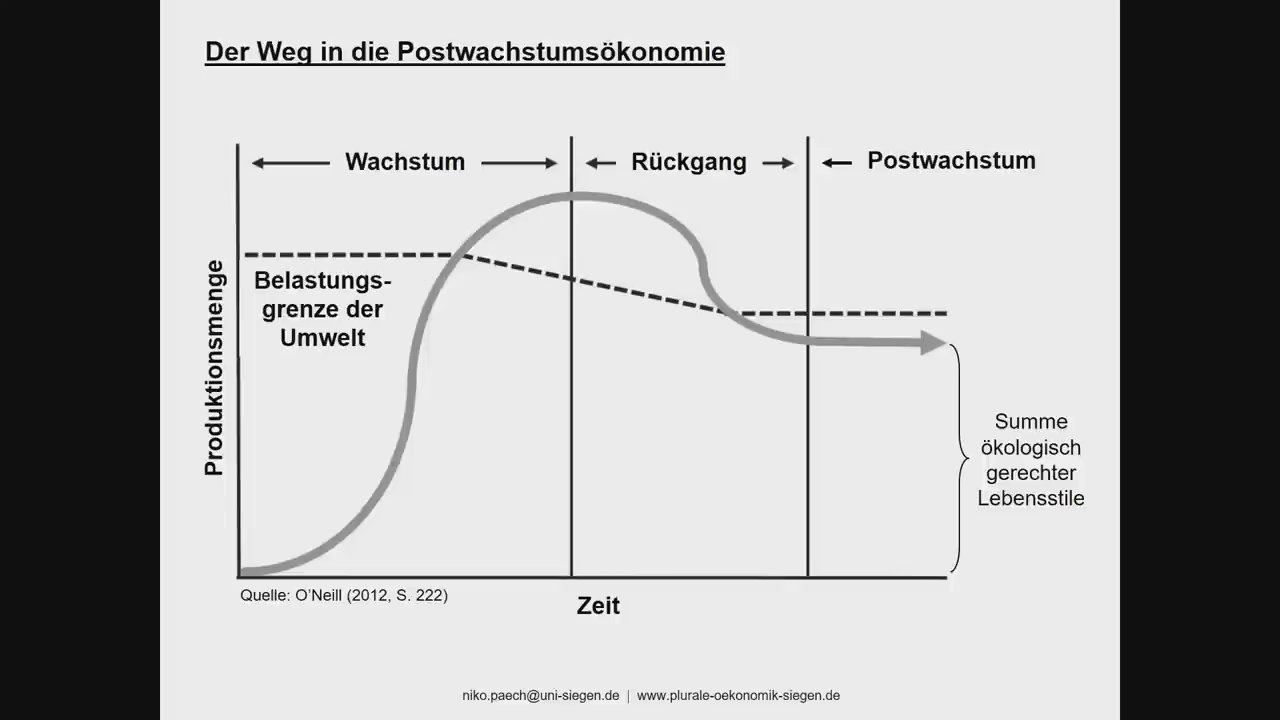 Der Weg in die Postwachstumsökonomie
Wachstum
Rückgang
Postwachstum
Produktionsmenge
Belastungs-
grenze der
Umwelt
Summe
ökologisch
gerechter
Lebensstile
Quelle: O’Neill (2012, S. 222)
Zeit
niko.paech@uni-siegen.de | www.plurale-oekonomik-siegen.de